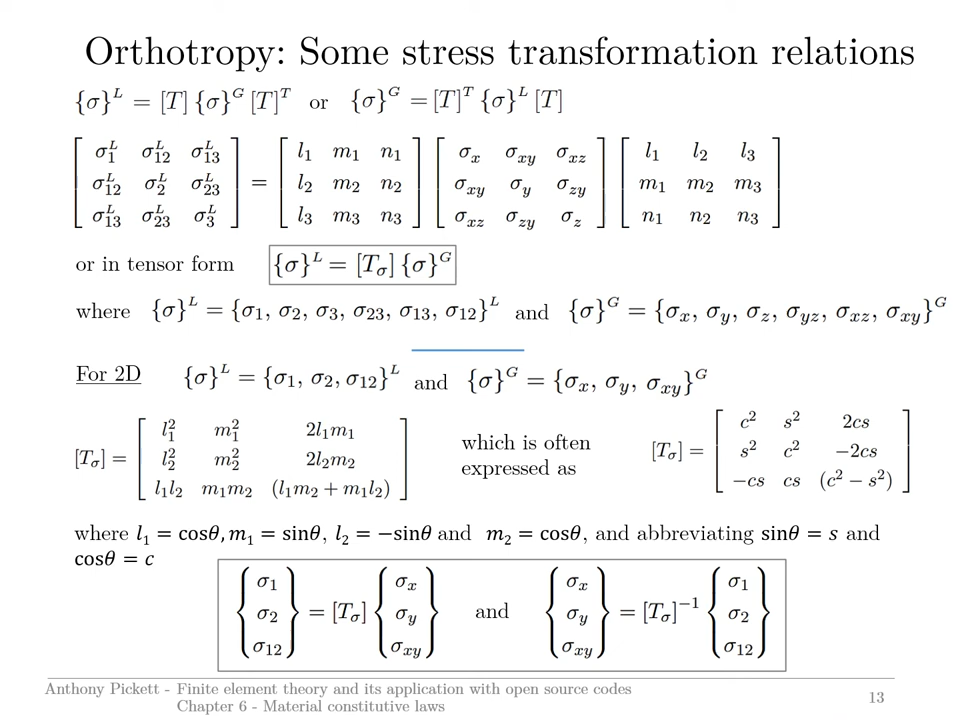 Orthotropy: Some stress transformation relations
{σ}^L = [T] {σ}^G [T]^T or {σ}^G = [T]^T {σ}^L [T]
[ σ_1^L σ_12^L σ_13^L ; σ_12^L σ_2^L σ_23^L ; σ_13^L σ_23^L σ_3^L ] = [ l_1 m_1 n_1 ; l_2 m_2 n_2 ; l_3 m_3 n_3 ] [ σ_x σ_xy σ_xz ; σ_xy σ_y σ_zy ; σ_xz σ_zy σ_z ] [ l_1 l_2 l_3 ; m_1 m_2 m_3 ; n_1 n_2 n_3 ]
or in tensor form {σ}^L = [T_σ] {σ}^G
where {σ}^L = {σ_1, σ_2, σ_3, σ_23, σ_13, σ_12}^L and {σ}^G = {σ_x, σ_y, σ_z, σ_yz, σ_xz, σ_xy}^G
For 2D {σ}^L = {σ_1, σ_2, σ_12}^L and {σ}^G = {σ_x, σ_y, σ_xy}^G
[T_σ] = [ l_1^2 m_1^2 2l_1m_1 ; l_2^2 m_2^2 2l_2m_2 ; l_1l_2 m_1m_2 (l_1m_2 + m_1l_2) ]
which is often
expressed as
[T_σ] = [ c^2 s^2 2cs ; s^2 c^2 −2cs ; −cs cs (c^2 − s^2) ]
where l_1 = cosθ, m_1 = sinθ, l_2 = −sinθ and m_2 = cosθ, and abbreviating sinθ = s and
cosθ = c
{ σ_1 ; σ_2 ; σ_12 } = [T_σ] { σ_x ; σ_y ; σ_xy } and { σ_x ; σ_y ; σ_xy } = [T_σ]^−1 { σ_1 ; σ_2 ; σ_12 }
Anthony Pickett - Finite element theory and its application with open source codes
Chapter 6 - Material constitutive laws
13